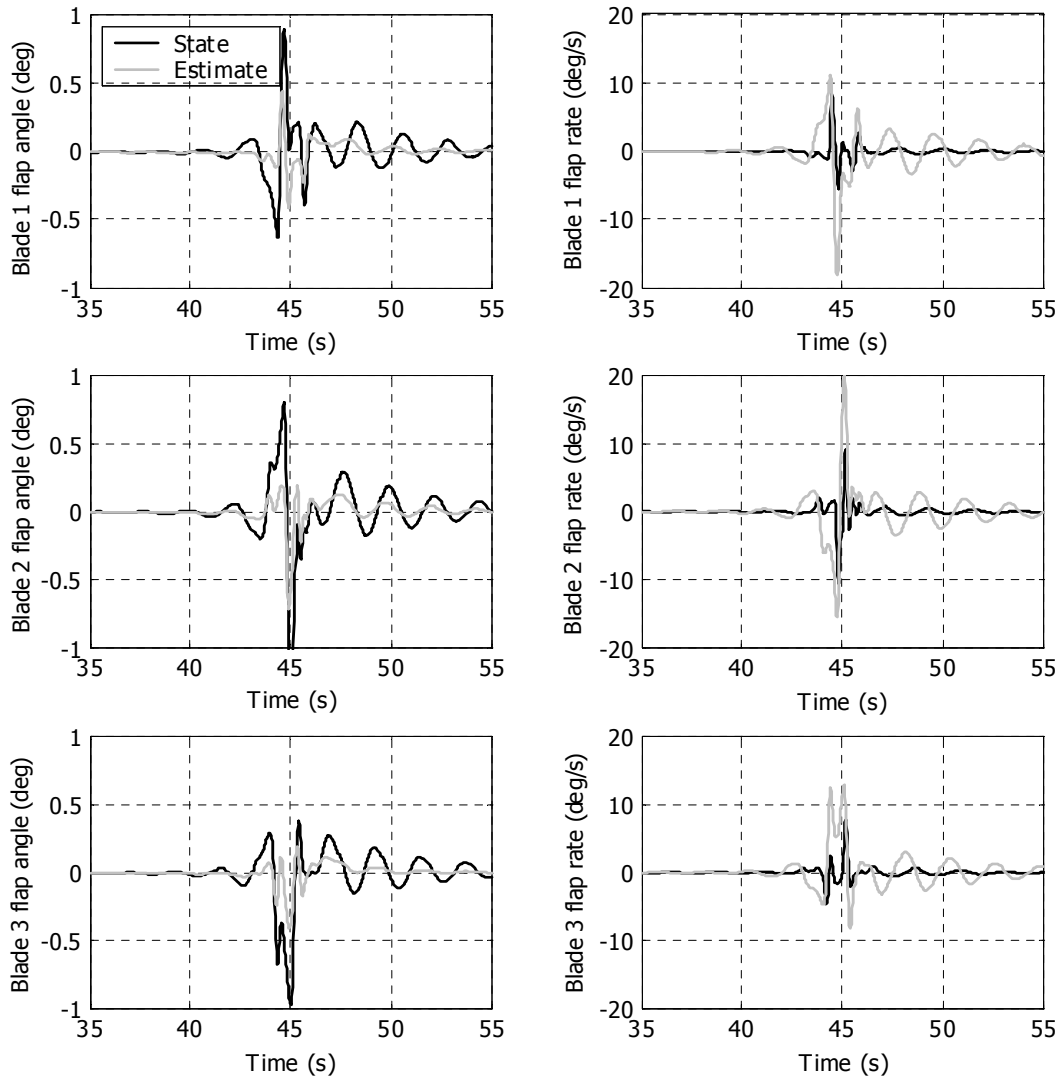 Blade 1 flap angle (deg)
1
0.5
0
-0.5
-1
State
Estimate
35 40 45 50 55
Time (s)
Blade 1 flap rate (deg/s)
20
10
0
-10
-20
35 40 45 50 55
Time (s)
Blade 2 flap angle (deg)
1
0.5
0
-0.5
-1
35 40 45 50 55
Time (s)
Blade 2 flap rate (deg/s)
20
10
0
-10
-20
35 40 45 50 55
Time (s)
Blade 3 flap angle (deg)
1
0.5
0
-0.5
-1
35 40 45 50 55
Time (s)
Blade 3 flap rate (deg/s)
20
10
0
-10
-20
35 40 45 50 55
Time (s)